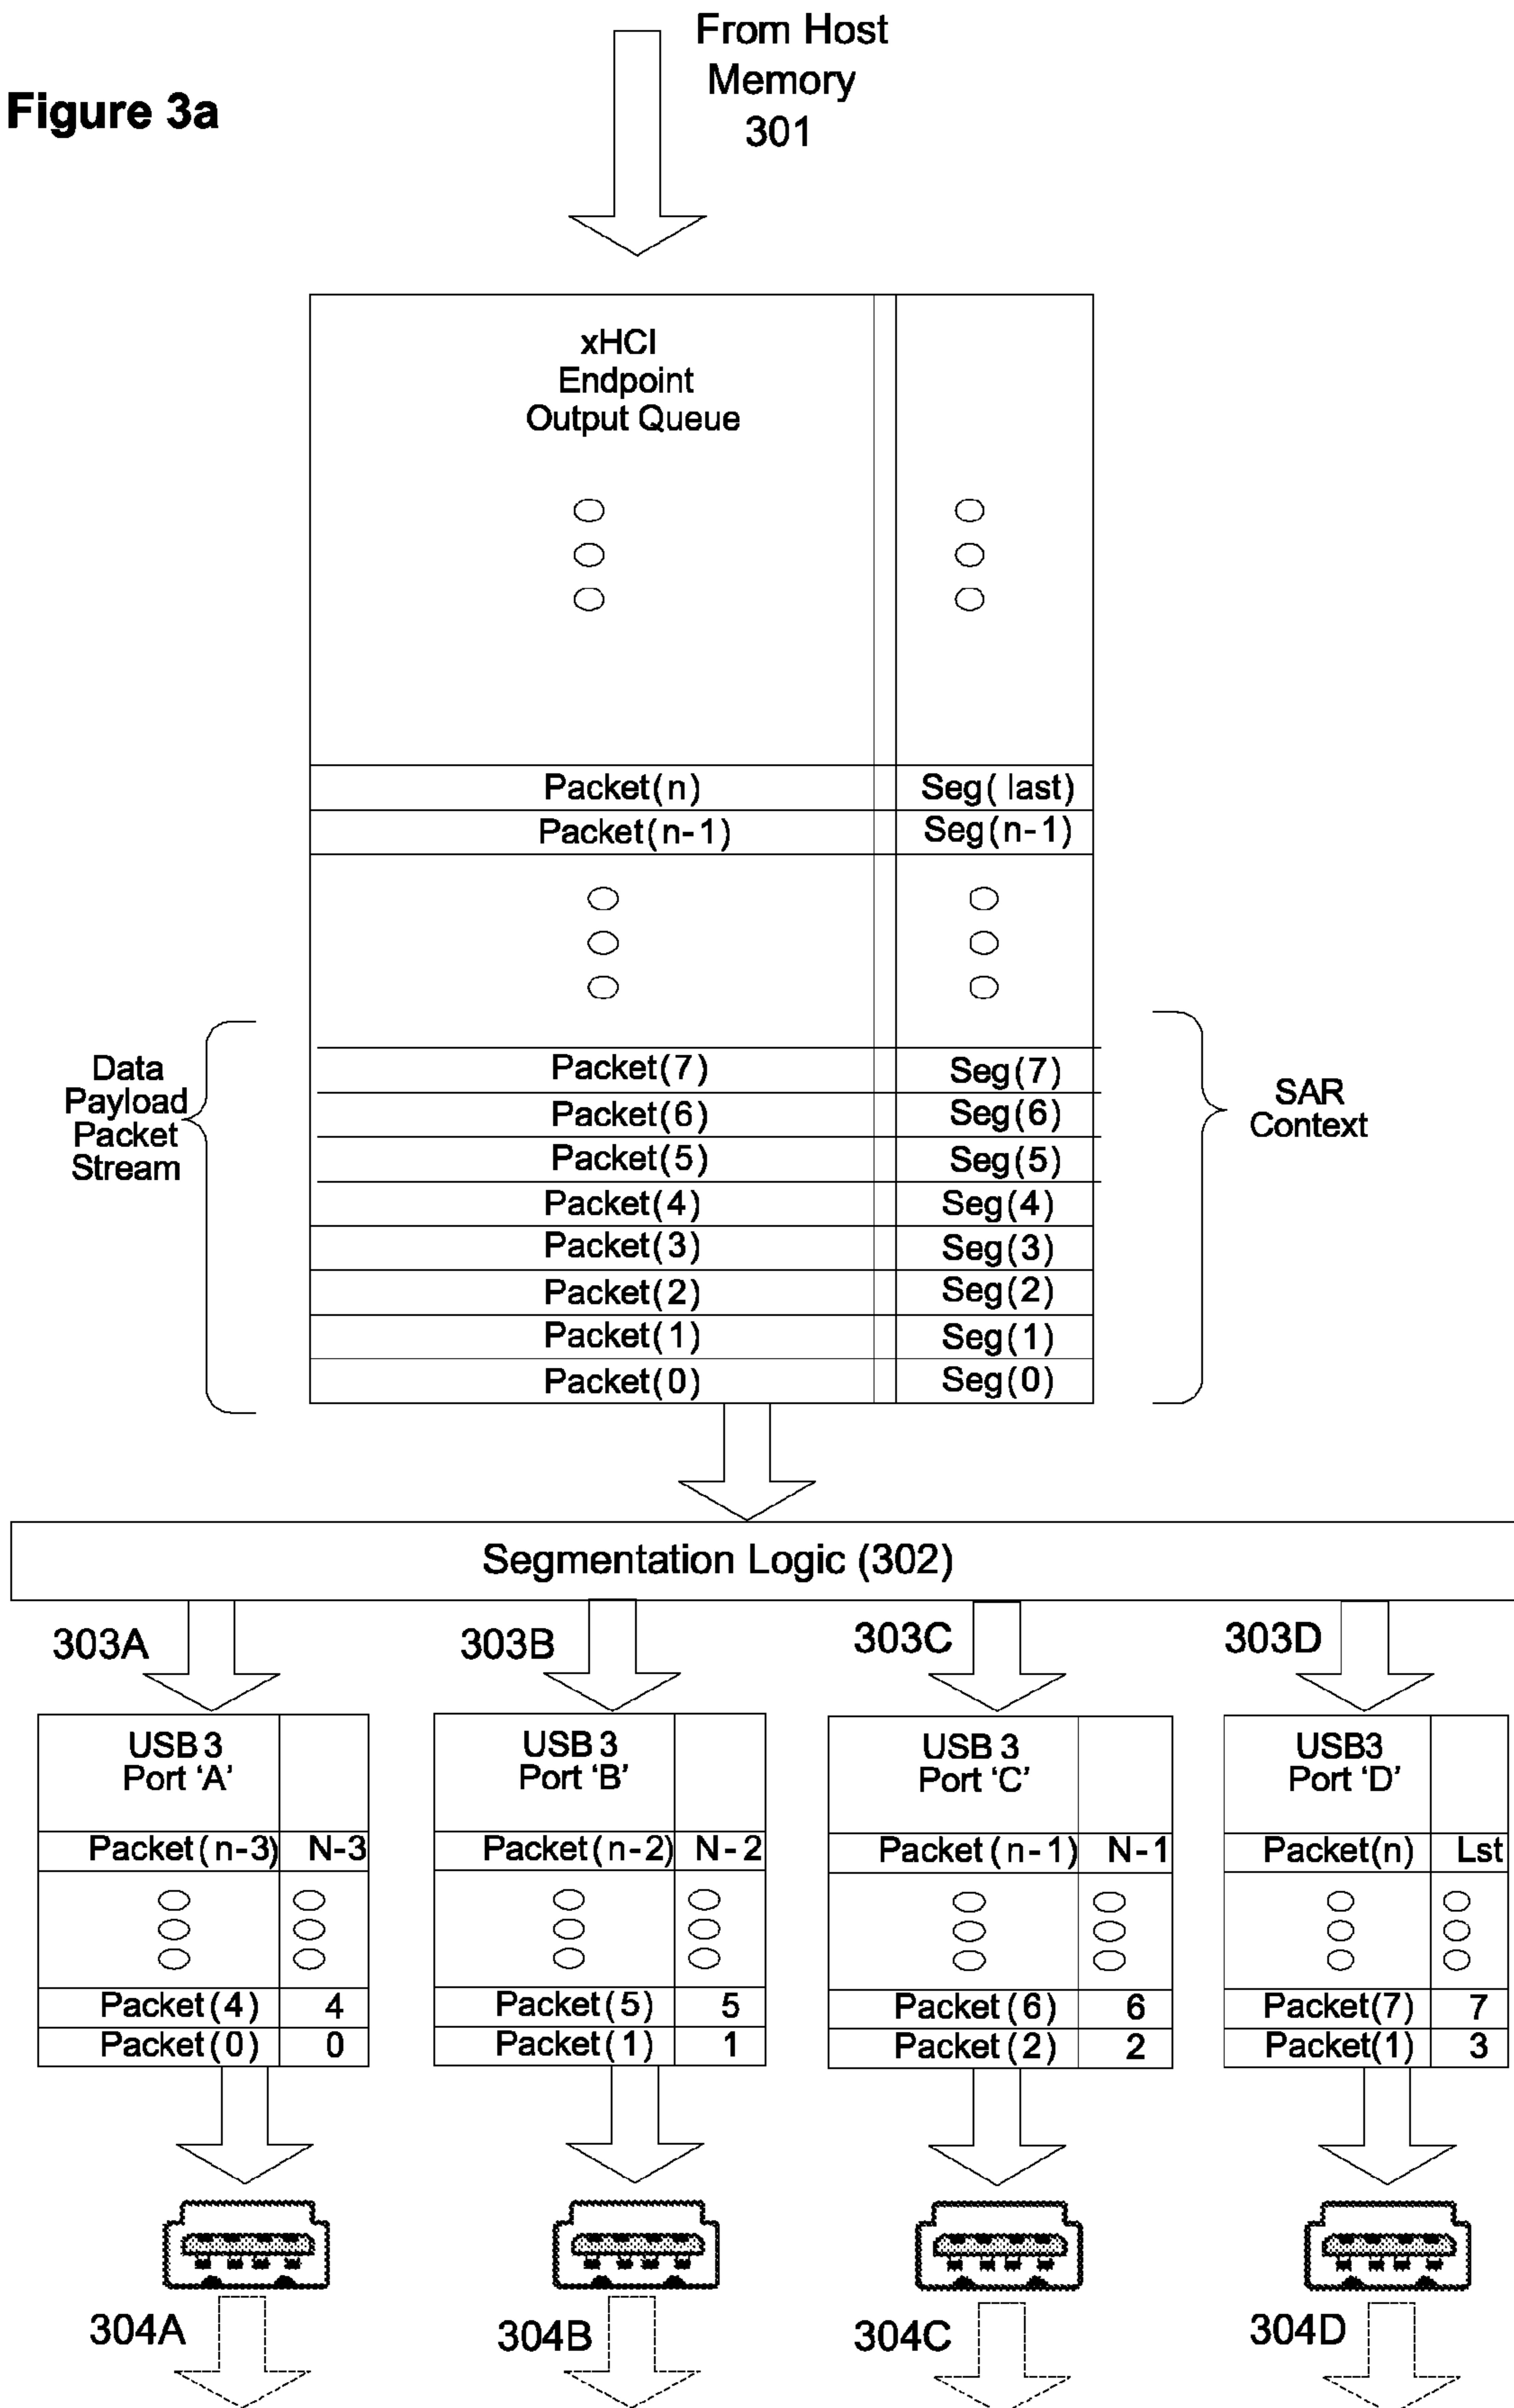 Figure 3a
From Host
Memory
301
xHCI
Endpoint
Output Queue
Packet(n) Seg( last)
Packet(n-1) Seg(n-1)
Data
Payload
Packet
Stream
Packet(7) Seg(7)
Packet(6) Seg(6)
Packet(5) Seg(5)
Packet(4) Seg(4)
Packet(3) Seg(3)
Packet(2) Seg(2)
Packet(1) Seg(1)
Packet(0) Seg(0)
SAR
Context
Segmentation Logic (302)
303A
303B
303C
303D
USB 3
Port ‘A’
Packet(n-3) N-3
Packet(4) 4
Packet(0) 0
USB 3
Port ‘B’
Packet(n-2) N-2
Packet(5) 5
Packet(1) 1
USB 3
Port ‘C’
Packet(n-1) N-1
Packet(6) 6
Packet(2) 2
USB3
Port ‘D’
Packet(n) Lst
Packet(7) 7
Packet(1) 3
304A
304B
304C
304D